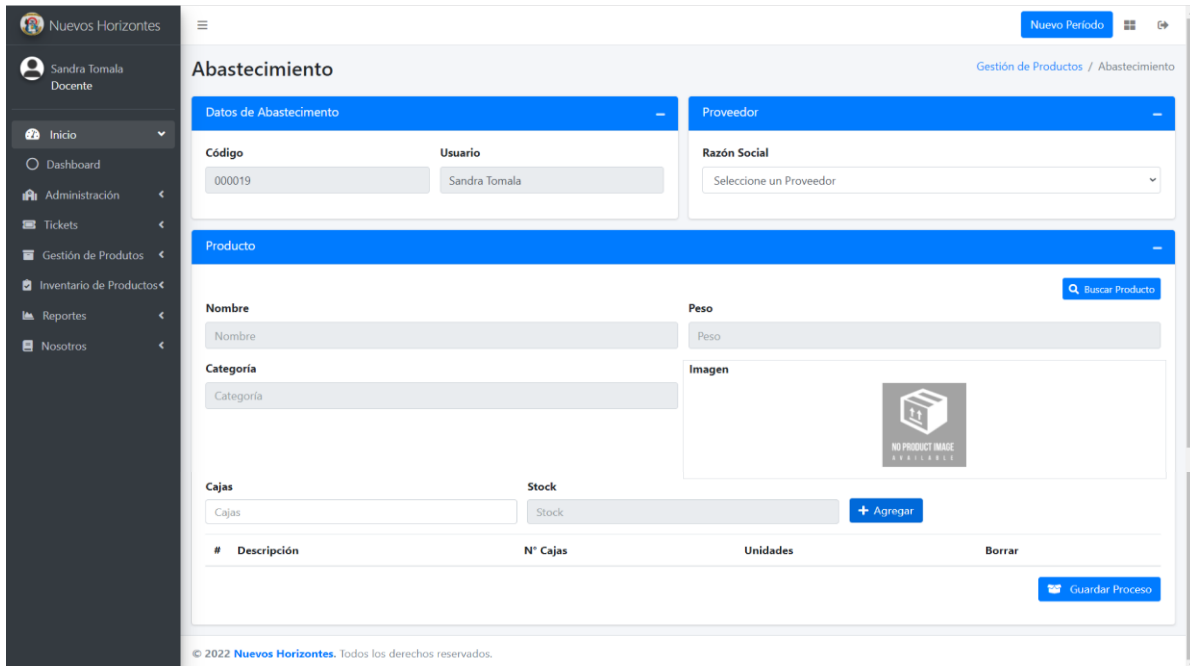 Nuevos Horizontes
Nuevo Período
Sandra Tomala
Docente
Inicio
Dashboard
Administración
Tickets
Gestión de Produtos
Inventario de Productos
Reportes
Nosotros
Abastecimiento
Gestión de Productos / Abastecimiento
Datos de Abastecimento
Código
Usuario
000019
Sandra Tomala
Proveedor
Razón Social
Seleccione un Proveedor
Producto
Buscar Producto
Nombre
Peso
Nombre
Peso
Categoría
Categoría
Imagen
NO PRODUCT IMAGE
AVAILABLE
Cajas
Stock
Cajas
Stock
+ Agregar
# Descripción N° Cajas Unidades Borrar
Guardar Proceso
© 2022 Nuevos Horizontes. Todos los derechos reservados.